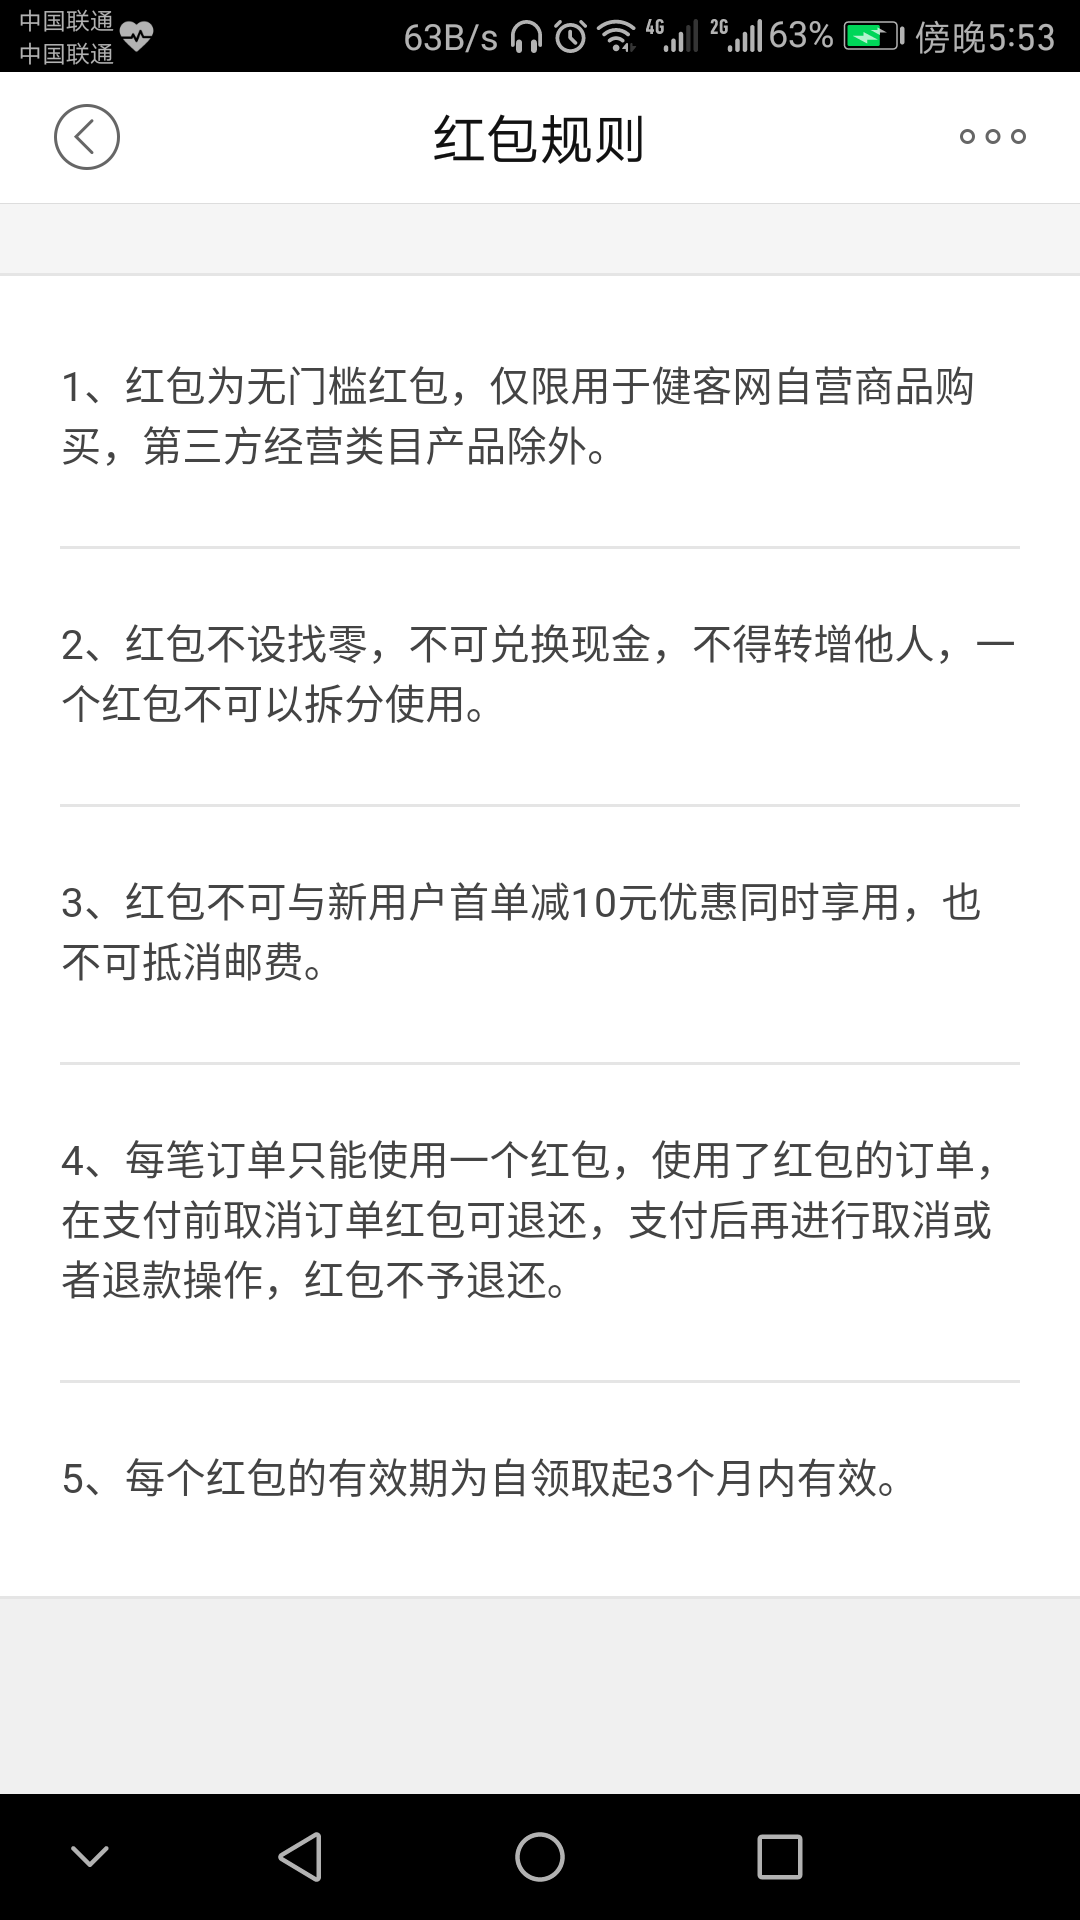 中国联通
中国联通
63B/s 4G 2G 63% 傍晚5:53
红包规则
1、红包为无门槛红包，仅限用于健客网自营商品购
买，第三方经营类目产品除外。
2、红包不设找零，不可兑换现金，不得转增他人，一
个红包不可以拆分使用。
3、红包不可与新用户首单减10元优惠同时享用，也
不可抵消邮费。
4、每笔订单只能使用一个红包，使用了红包的订单，
在支付前取消订单红包可退还，支付后再进行取消或
者退款操作，红包不予退还。
5、每个红包的有效期为自领取起3个月内有效。